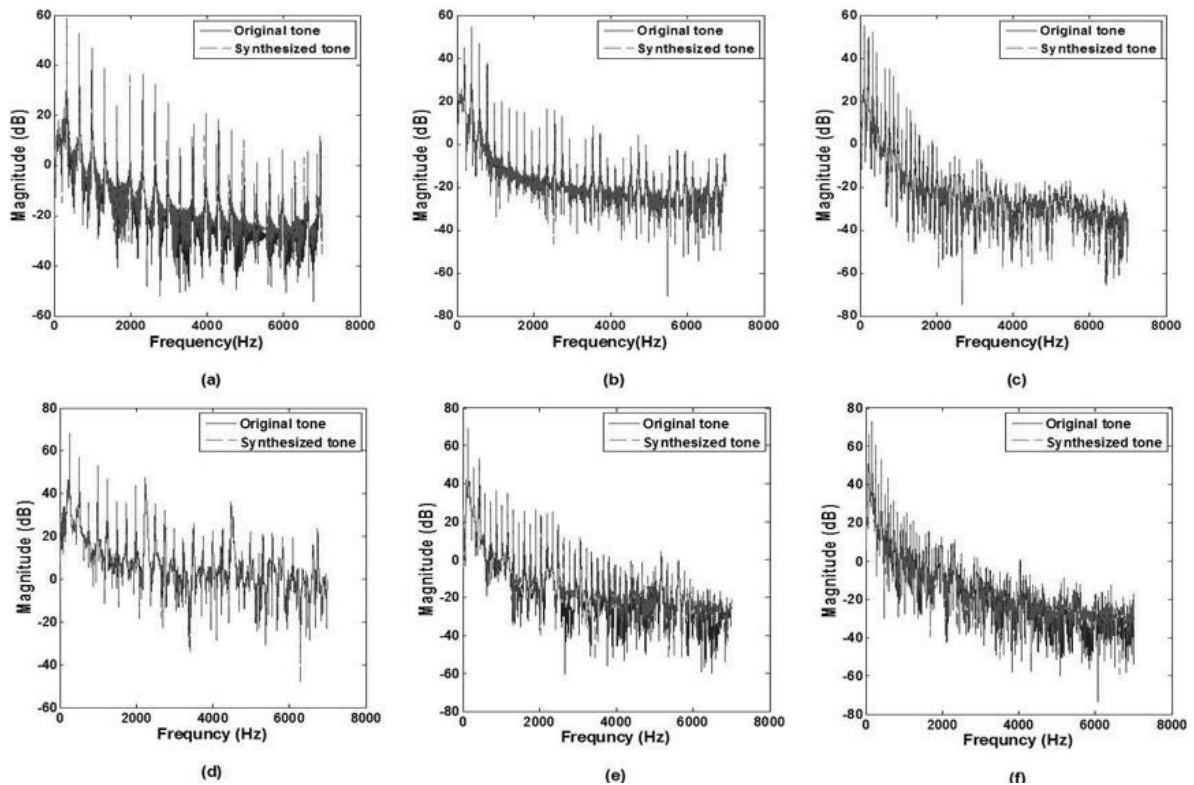 60
40
20
0
-20
-40
-60
0 2000 4000 6000 8000
Magnitude (dB)
Frequency(Hz)
Original tone
Synthesized tone
(a)
60
40
20
0
-20
-40
-60
-80
0 2000 4000 6000 8000
Magnitude (dB)
Frequency(Hz)
Original tone
Synthesized tone
(b)
60
40
20
0
-20
-40
-60
-80
0 2000 4000 6000 8000
Magnitude (dB)
Frequency(Hz)
Original tone
Synthesized tone
(c)
80
60
40
20
0
-20
-40
-60
0 2000 4000 6000 8000
Magnitude (dB)
Frequncy (Hz)
Original tone
Synthesized tone
(d)
80
60
40
20
0
-20
-40
-60
-80
0 2000 4000 6000 8000
Magnitude (dB)
Frequncy (Hz)
Original tone
Synthesized tone
(e)
80
60
40
20
0
-20
-40
-60
-80
0 2000 4000 6000 8000
Magnitude (dB)
Frequrncy (Hz)
Original tone
Synthesized tone
(f)